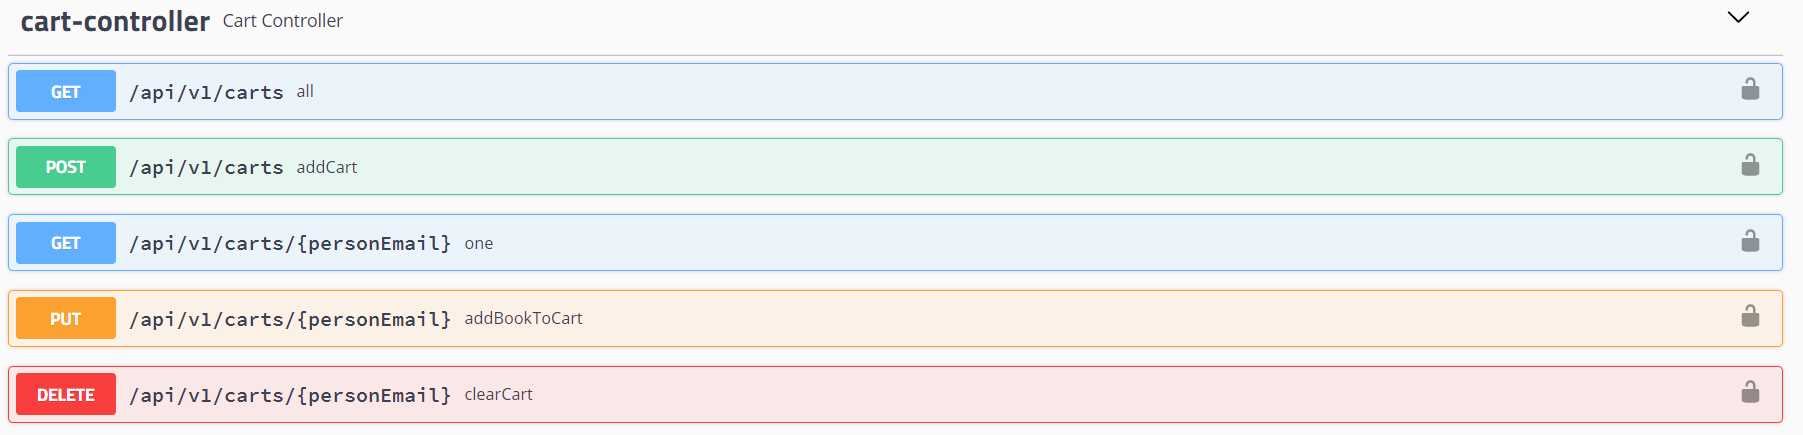 cart-controller Cart Controller
GET /api/v1/carts all
POST /api/v1/carts addCart
GET /api/v1/carts/{personEmail} one
PUT /api/v1/carts/{personEmail} addBookToCart
DELETE /api/v1/carts/{personEmail} clearCart